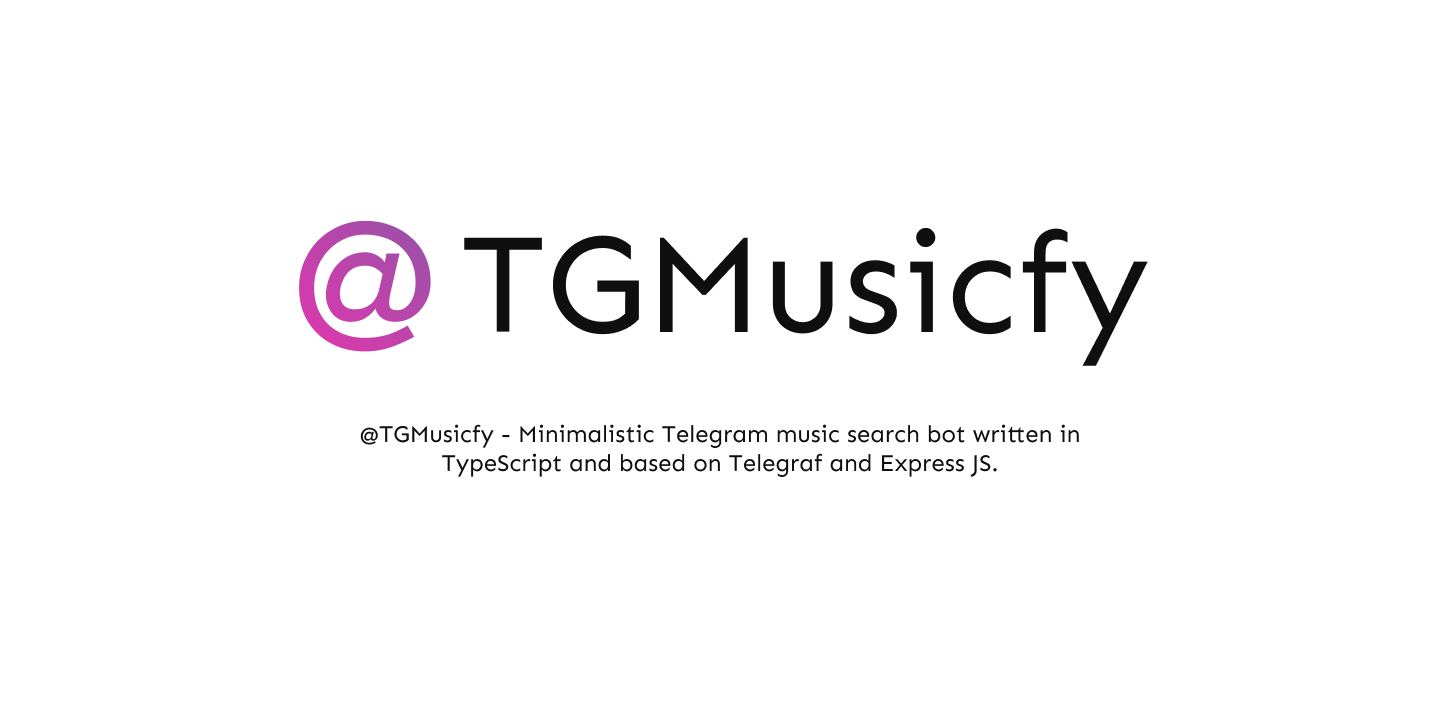 @ TGMusicfy
@TGMusicfy - Minimalistic Telegram music search bot written in
TypeScript and based on Telegraf and Express JS.